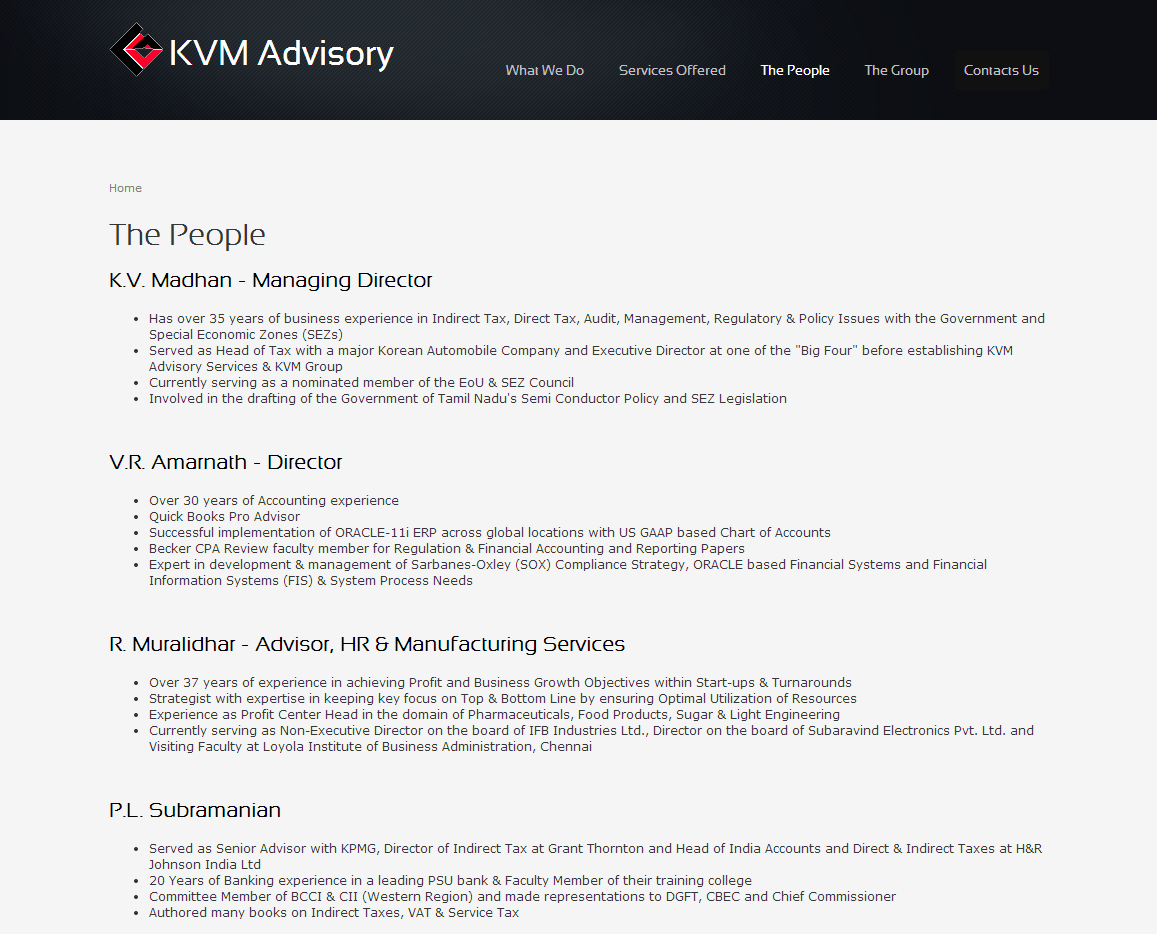 KVM Advisory
What We Do Services Offered The People The Group Contacts Us
Home
The People
K.V. Madhan - Managing Director
• Has over 35 years of business experience in Indirect Tax, Direct Tax, Audit, Management, Regulatory & Policy Issues with the Government and
Special Economic Zones (SEZs)
• Served as Head of Tax with a major Korean Automobile Company and Executive Director at one of the "Big Four" before establishing KVM
Advisory Services & KVM Group
• Currently serving as a nominated member of the EoU & SEZ Council
• Involved in the drafting of the Government of Tamil Nadu's Semi Conductor Policy and SEZ Legislation
V.R. Amarnath - Director
• Over 30 years of Accounting experience
• Quick Books Pro Advisor
• Successful implementation of ORACLE-11i ERP across global locations with US GAAP based Chart of Accounts
• Becker CPA Review faculty member for Regulation & Financial Accounting and Reporting Papers
• Expert in development & management of Sarbanes-Oxley (SOX) Compliance Strategy, ORACLE based Financial Systems and Financial
Information Systems (FIS) & System Process Needs
R. Muralidhar - Advisor, HR & Manufacturing Services
• Over 37 years of experience in achieving Profit and Business Growth Objectives within Start-ups & Turnarounds
• Strategist with expertise in keeping key focus on Top & Bottom Line by ensuring Optimal Utilization of Resources
• Experience as Profit Center Head in the domain of Pharmaceuticals, Food Products, Sugar & Light Engineering
• Currently serving as Non-Executive Director on the board of IFB Industries Ltd., Director on the board of Subaravind Electronics Pvt. Ltd. and
Visiting Faculty at Loyola Institute of Business Administration, Chennai
P.L. Subramanian
• Served as Senior Advisor with KPMG, Director of Indirect Tax at Grant Thornton and Head of India Accounts and Direct & Indirect Taxes at H&R
Johnson India Ltd
• 20 Years of Banking experience in a leading PSU bank & Faculty Member of their training college
• Committee Member of BCCI & CII (Western Region) and made representations to DGFT, CBEC and Chief Commissioner
• Authored many books on Indirect Taxes, VAT & Service Tax